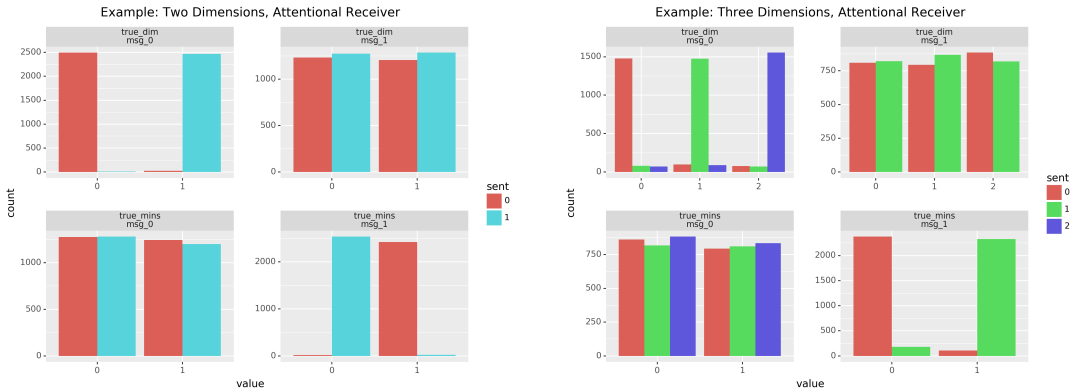 Example: Two Dimensions, Attentional Receiver
true_dim
msg_0
true_dim
msg_1
2500
2000
1500
1000
500
0
0
1
1000
500
0
0
1
true_mins
msg_0
true_mins
msg_1
1000
500
0
0
1
2000
1000
0
0
1
count
value
sent
0
1
Example: Three Dimensions, Attentional Receiver
true_dim
msg_0
true_dim
msg_1
1500
1000
500
0
0
1
2
750
500
250
0
0
1
2
true_mins
msg_0
true_mins
msg_1
750
500
250
0
0
1
2000
1500
1000
500
0
0
1
count
value
sent
0
1
2